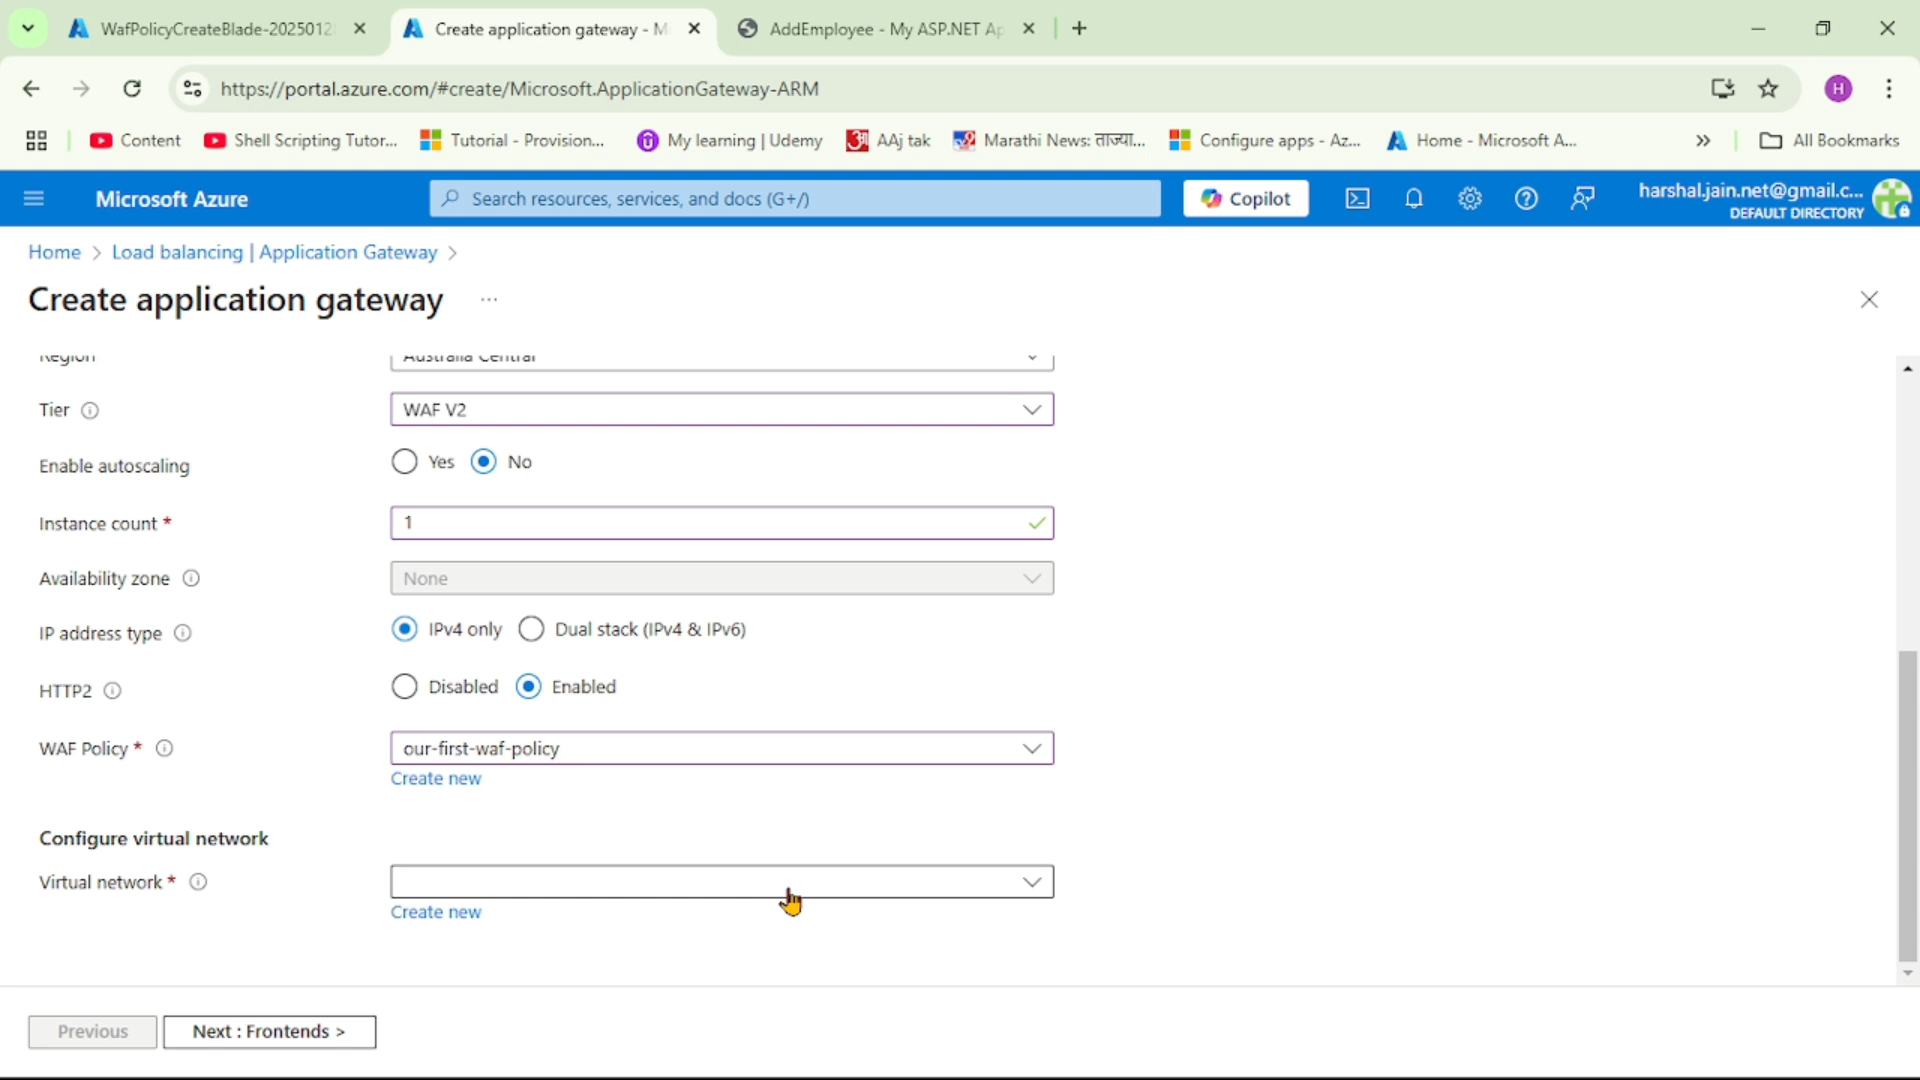 WafPolicyCreateBlade-2025012
Create application gateway - M
AddEmployee - My ASP.NET Ap
https://portal.azure.com/#create/Microsoft.ApplicationGateway-ARM
H
Content
Shell Scripting Tutor...
Tutorial - Provision...
My learning | Udemy
AAj tak
Marathi News: ताज्या...
Configure apps - Az...
Home - Microsoft A...
All Bookmarks
Microsoft Azure
Search resources, services, and docs (G+/)
Copilot
harshal.jain.net@gmail.c...
DEFAULT DIRECTORY
Home > Load balancing | Application Gateway >
Create application gateway ...
Region Australia Central
Tier WAF V2
Enable autoscaling Yes No
Instance count * 1
Availability zone None
IP address type IPv4 only Dual stack (IPv4 & IPv6)
HTTP2 Disabled Enabled
WAF Policy * our-first-waf-policy
Create new
Configure virtual network
Virtual network *
Create new
Previous
Next : Frontends >